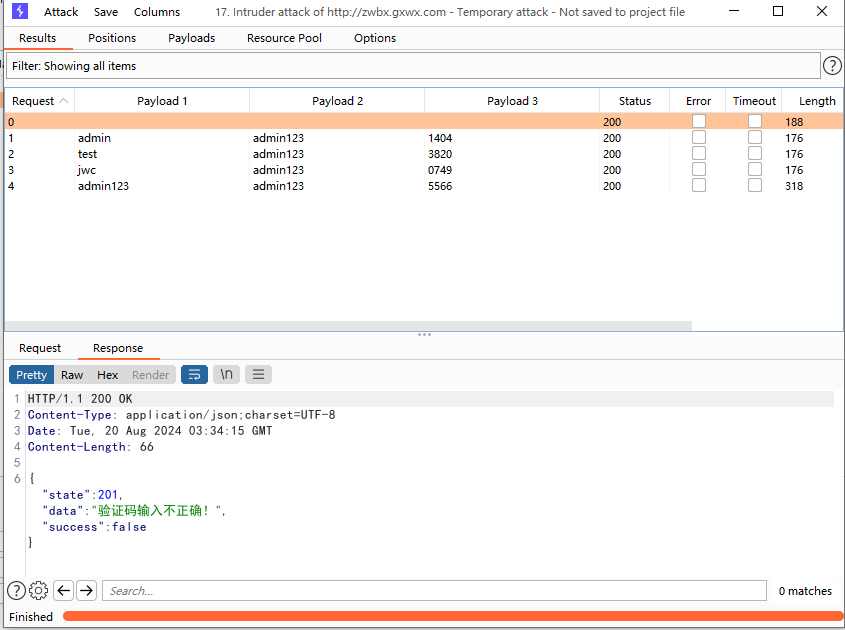 Attack Save Columns 17. Intruder attack of http://zwbx.gxwx.com - Temporary attack - Not saved to project file
Results Positions Payloads Resource Pool Options
Filter: Showing all items ?
Request Payload 1 Payload 2 Payload 3 Status Error Timeout Length
0 200 188
1 admin admin123 1404 200 176
2 test admin123 3820 200 176
3 jwc admin123 0749 200 176
4 admin123 admin123 5566 200 318
Request Response
Pretty Raw Hex Render \n
1 HTTP/1.1 200 OK
2 Content-Type: application/json;charset=UTF-8
3 Date: Tue, 20 Aug 2024 03:34:15 GMT
4 Content-Length: 66
5
6 {
"state":201,
"data":"验证码输入不正确！",
"success":false
}
? Search... 0 matches
Finished